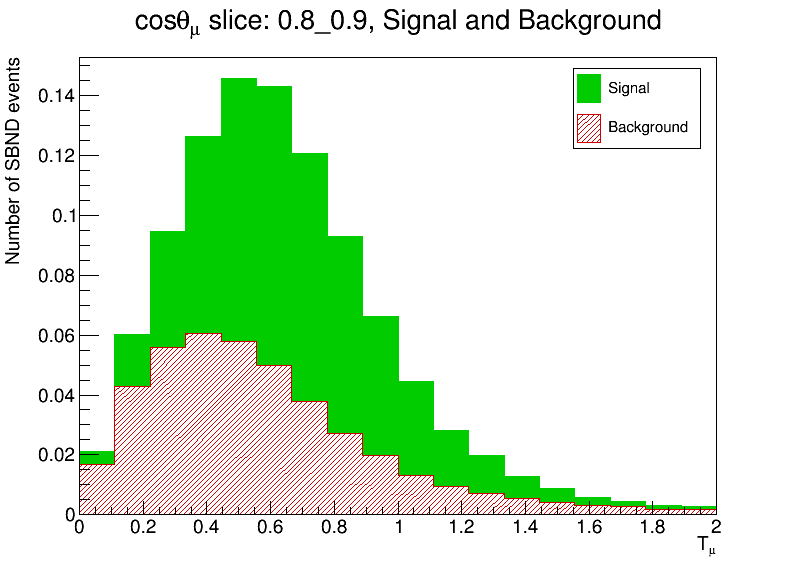 cosθμ slice: 0.8_0.9, Signal and Background
Number of SBND events
Signal
Background
0.14
0.12
0.1
0.08
0.06
0.04
0.02
0
0 0.2 0.4 0.6 0.8 1 1.2 1.4 1.6 1.8 2
Tμ